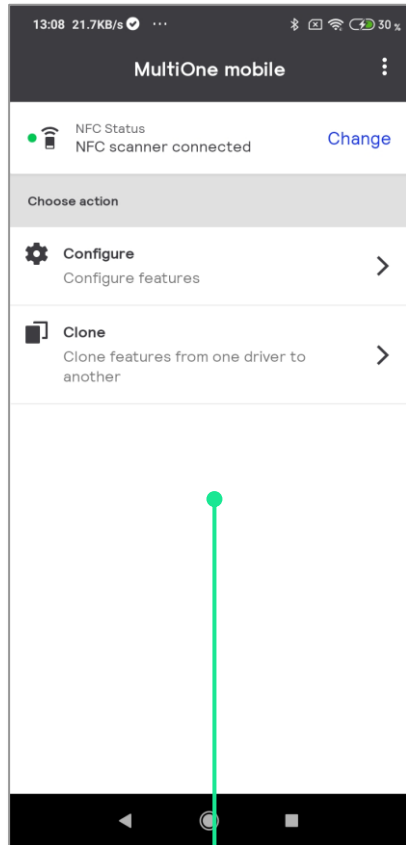 13:08 21.7KB/s ··· 30 %
MultiOne mobile
NFC Status
NFC scanner connected
Change
Choose action
Configure
Configure features
Clone
Clone features from one driver to
another